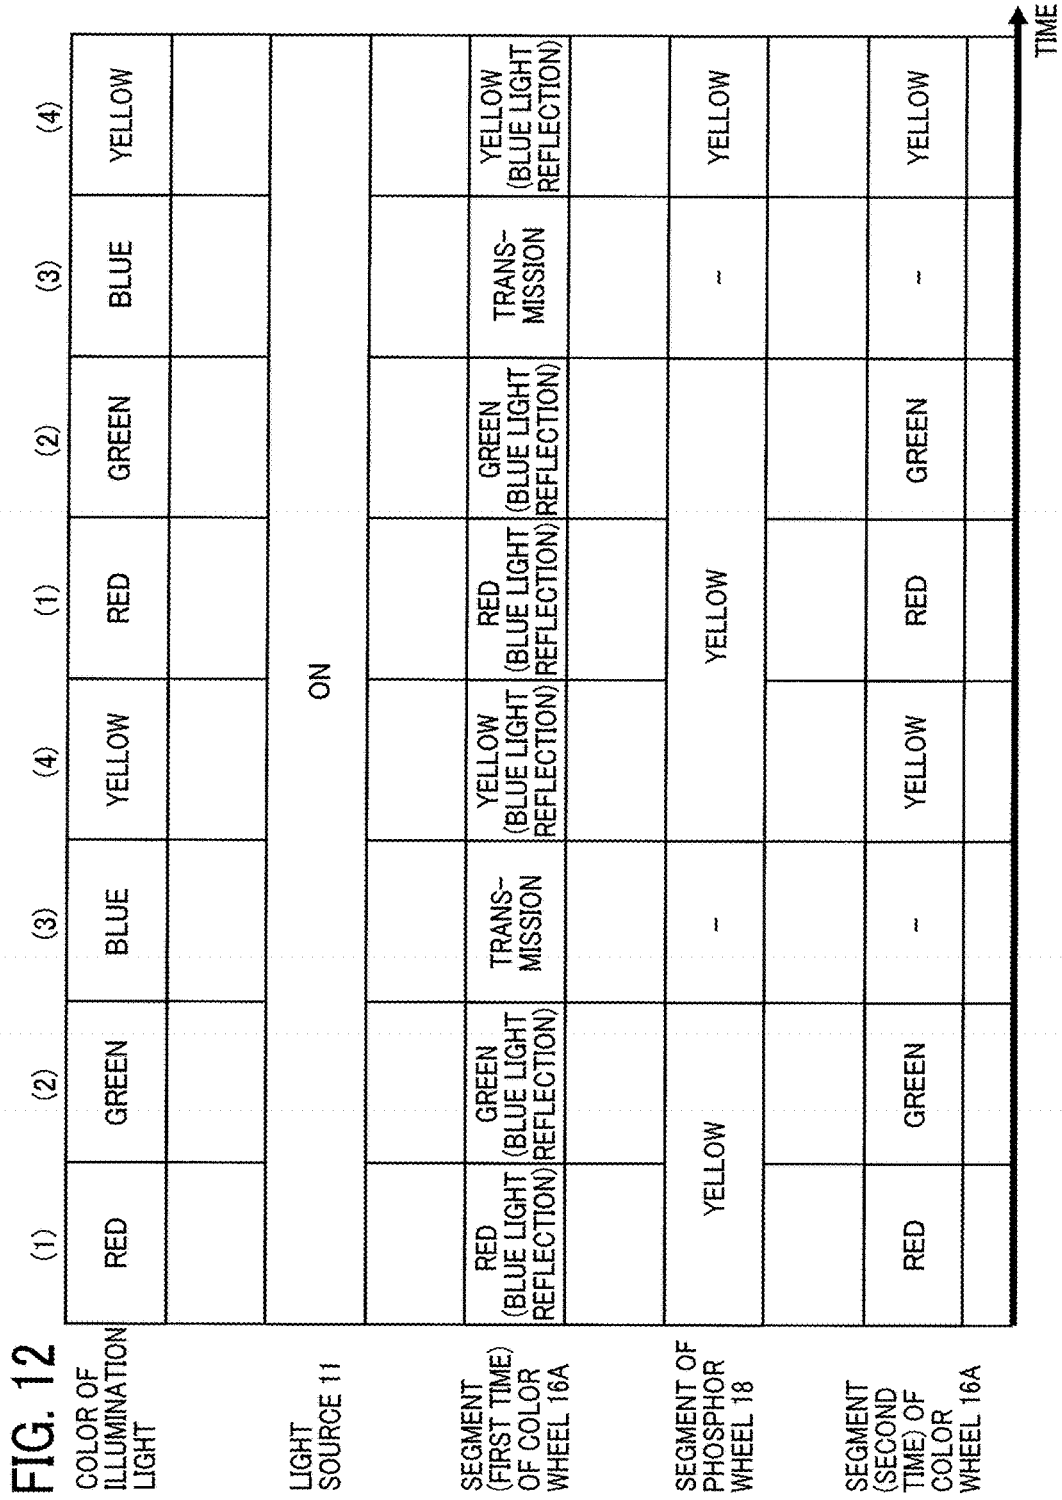 FIG. 12
(1)
(2)
(3)
(4)
(1)
(2)
(3)
(4)
COLOR OF
ILLUMINATION
LIGHT
RED
GREEN
BLUE
YELLOW
RED
GREEN
BLUE
YELLOW
LIGHT
SOURCE 11
ON
SEGMENT
(FIRST TIME)
OF COLOR
WHEEL 16A
RED
(BLUE LIGHT
REFLECTION)
GREEN
(BLUE LIGHT
REFLECTION)
TRANS-
MISSION
YELLOW
(BLUE LIGHT
REFLECTION)
RED
(BLUE LIGHT
REFLECTION)
GREEN
(BLUE LIGHT
REFLECTION)
TRANS-
MISSION
YELLOW
(BLUE LIGHT
REFLECTION)
SEGMENT OF
PHOSPHOR
WHEEL 18
YELLOW
-
YELLOW
-
YELLOW
SEGMENT
(SECOND
TIME) OF
COLOR
WHEEL 16A
RED
GREEN
-
YELLOW
RED
GREEN
-
YELLOW
TIME